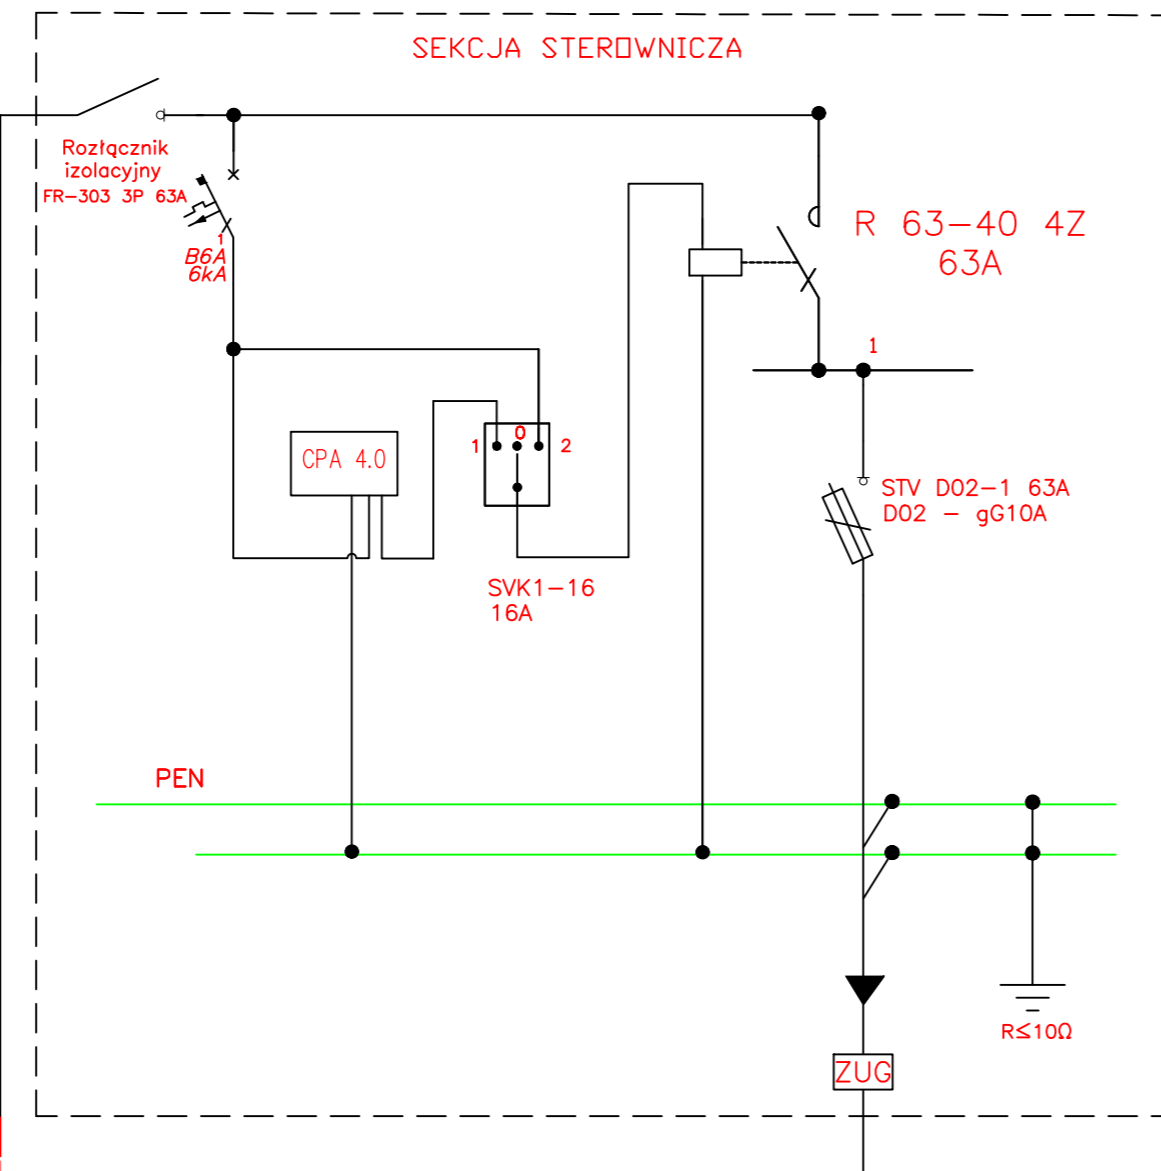 SEKCJA STEROWNICZA
Rozłącznik
izolacyjny
FR-303 3P 63A
1
B6A
6kA
R 63-40 4Z
63A
1
CPA 4.0
1 0 2
SVK1-16
16A
STV D02-1 63A
D02 - gG10A
PEN
R≤10Ω
ZUG